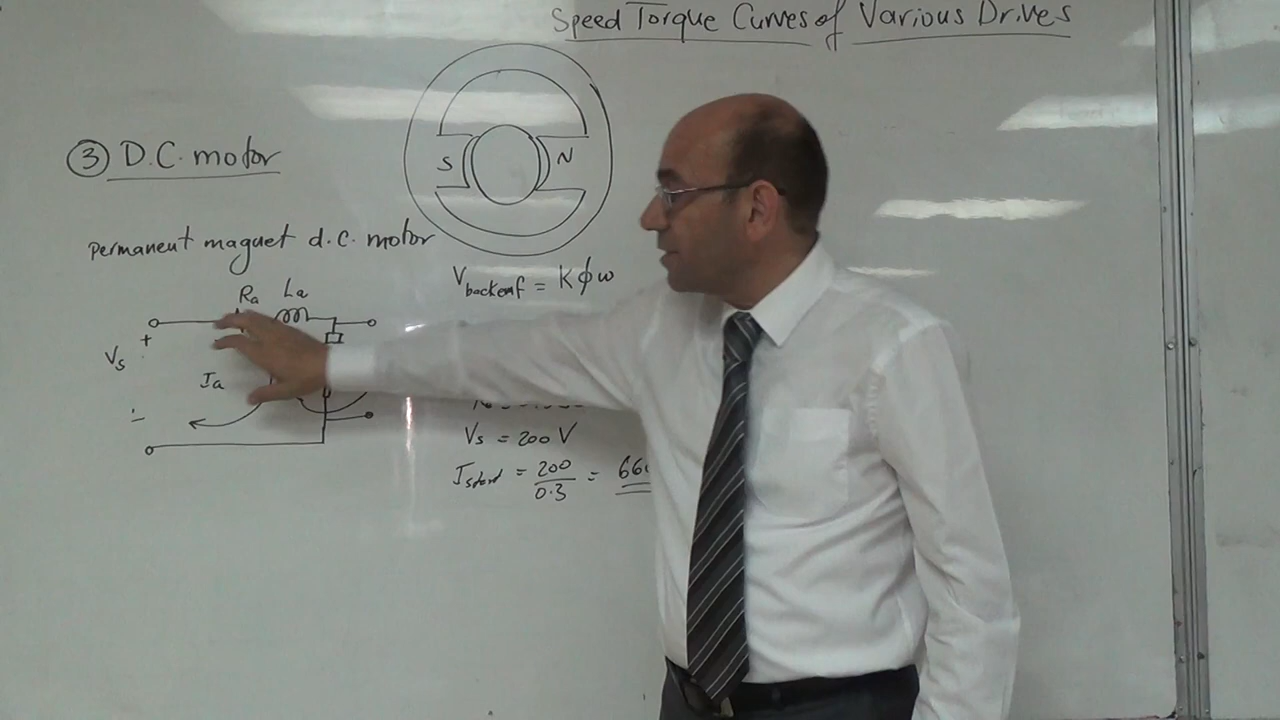 Speed Torque Curves of Various Drives
③ D.C. motor
S N
permanent magnet d.c. motor
Vbackemf = Kφω
Ra La
+
Vs
Ia
-
Vs = 200 V
Istart = 200/0.3 = 66